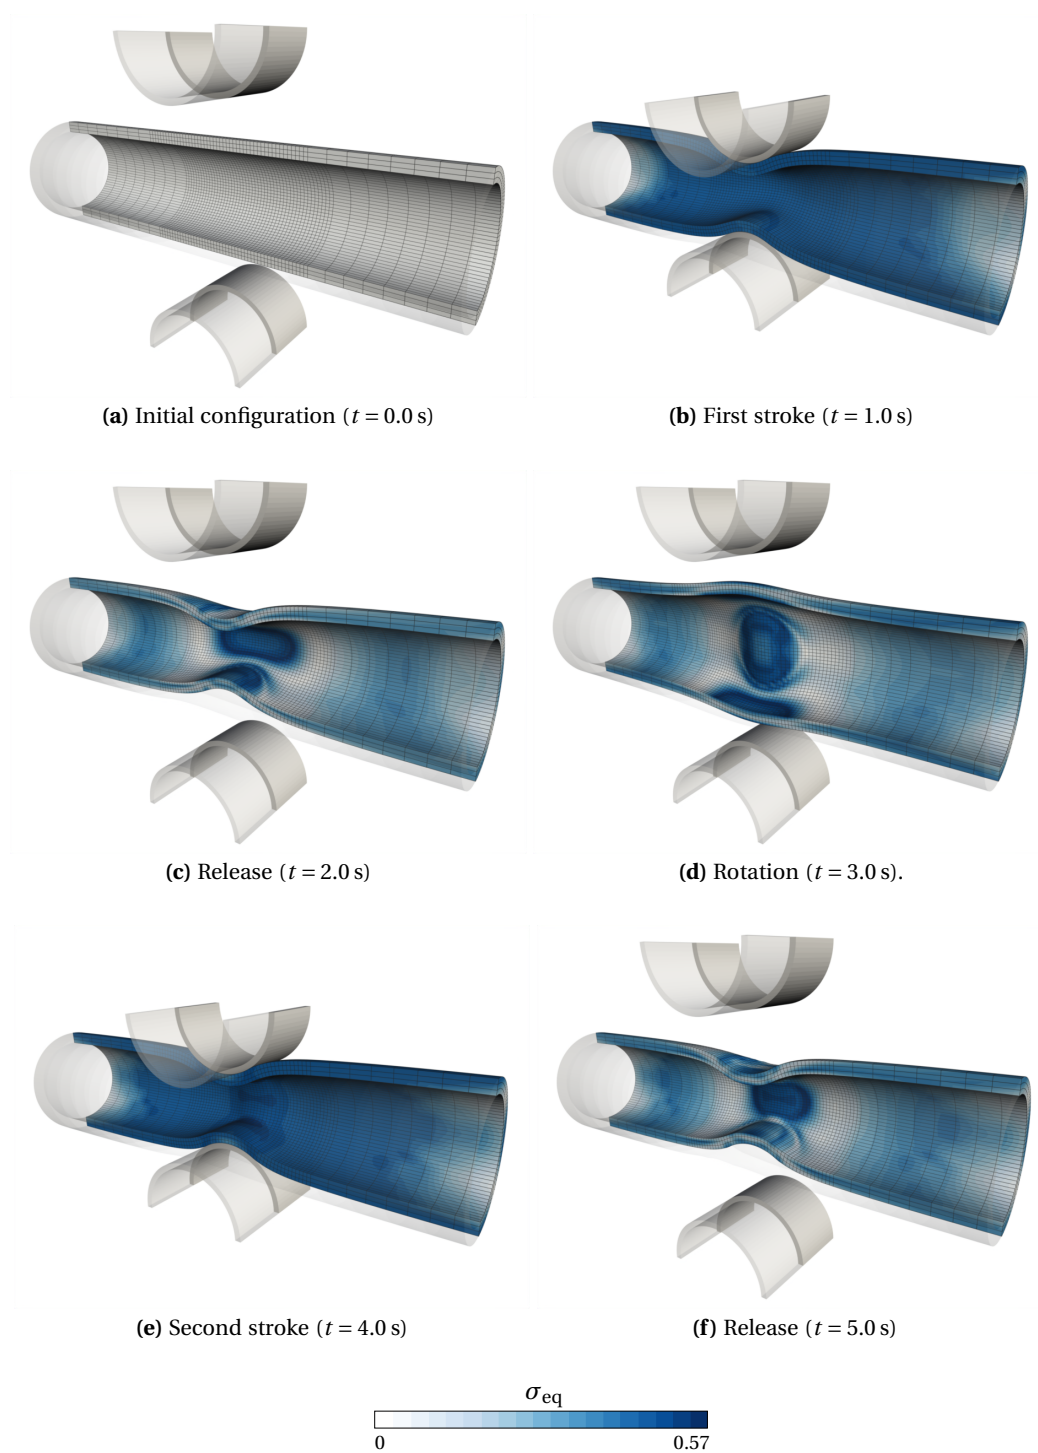 (a) Initial configuration (t = 0.0 s)
(b) First stroke (t = 1.0 s)
(c) Release (t = 2.0 s)
(d) Rotation (t = 3.0 s).
(e) Second stroke (t = 4.0 s)
(f) Release (t = 5.0 s)
σeq
0 0.57